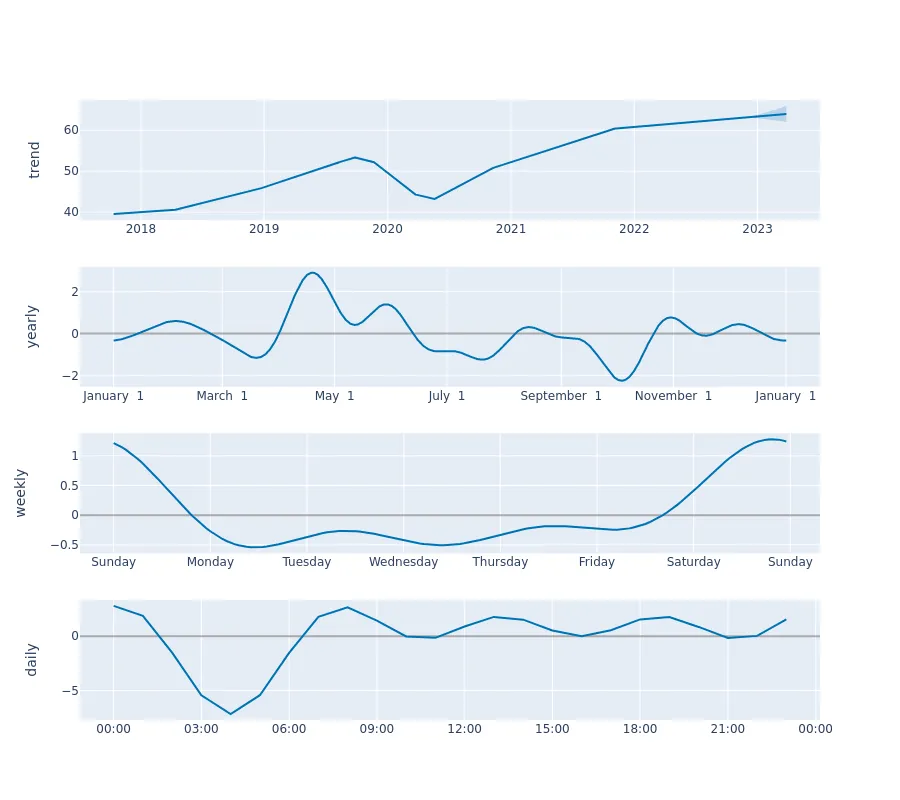 trend
60
50
40
2018 2019 2020 2021 2022 2023
yearly
2
0
−2
January 1 March 1 May 1 July 1 September 1 November 1 January 1
weekly
1
0.5
0
−0.5
Sunday Monday Tuesday Wednesday Thursday Friday Saturday Sunday
daily
0
−5
00:00 03:00 06:00 09:00 12:00 15:00 18:00 21:00 00:00